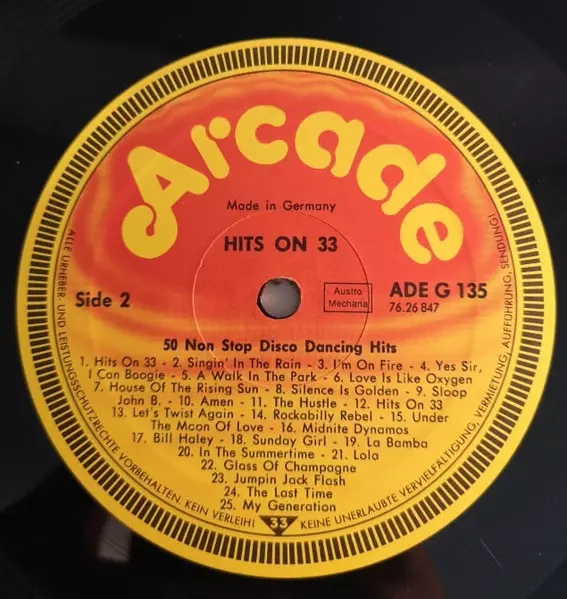 Arcade
Made in Germany
HITS ON 33
Side 2
Austro
Mechana
ADE G 135
76.26 847
50 Non Stop Disco Dancing Hits
1. Hits On 33 - 2. Singin' In The Rain - 3. I'm On Fire - 4. Yes Sir,
I Can Boogie - 5. A Walk In The Park - 6. Love Is Like Oxygen
7. House Of The Rising Sun - 8. Silence Is Golden - 9. Sloop
John B. - 10. Amen - 11. The Hustle - 12. Hits On 33
13. Let's Twist Again - 14. Rockabilly Rebel - 15. Under
The Moon Of Love - 16. Midnite Dynamos
17. Bill Haley - 18. Sunday Girl - 19. La Bamba
20. In The Summertime - 21. Lola
22. Glass Of Champagne
23. Jumpin Jack Flash
24. The Last Time
25. My Generation
33
ALLE URHEBER- UND LEISTUNGSSCHUTZRECHTE VORBEHALTEN. KEIN VERLEIH! KEINE UNERLAUBTE VERVIELFÄLTIGUNG, VERMIETUNG, AUFFÜHRUNG, SENDUNG!